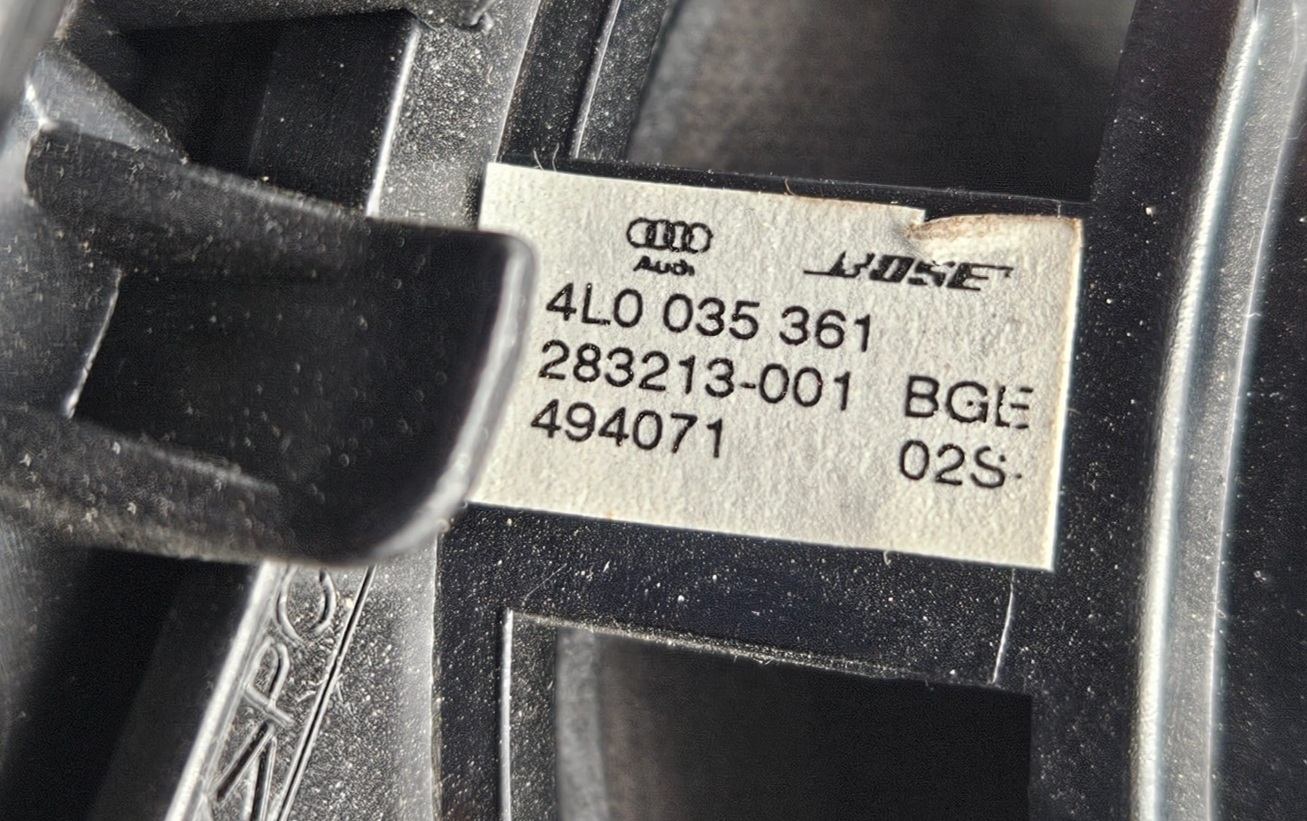 Audi BOSE
4L0 035 361
283213-001 BGE
494071 02S